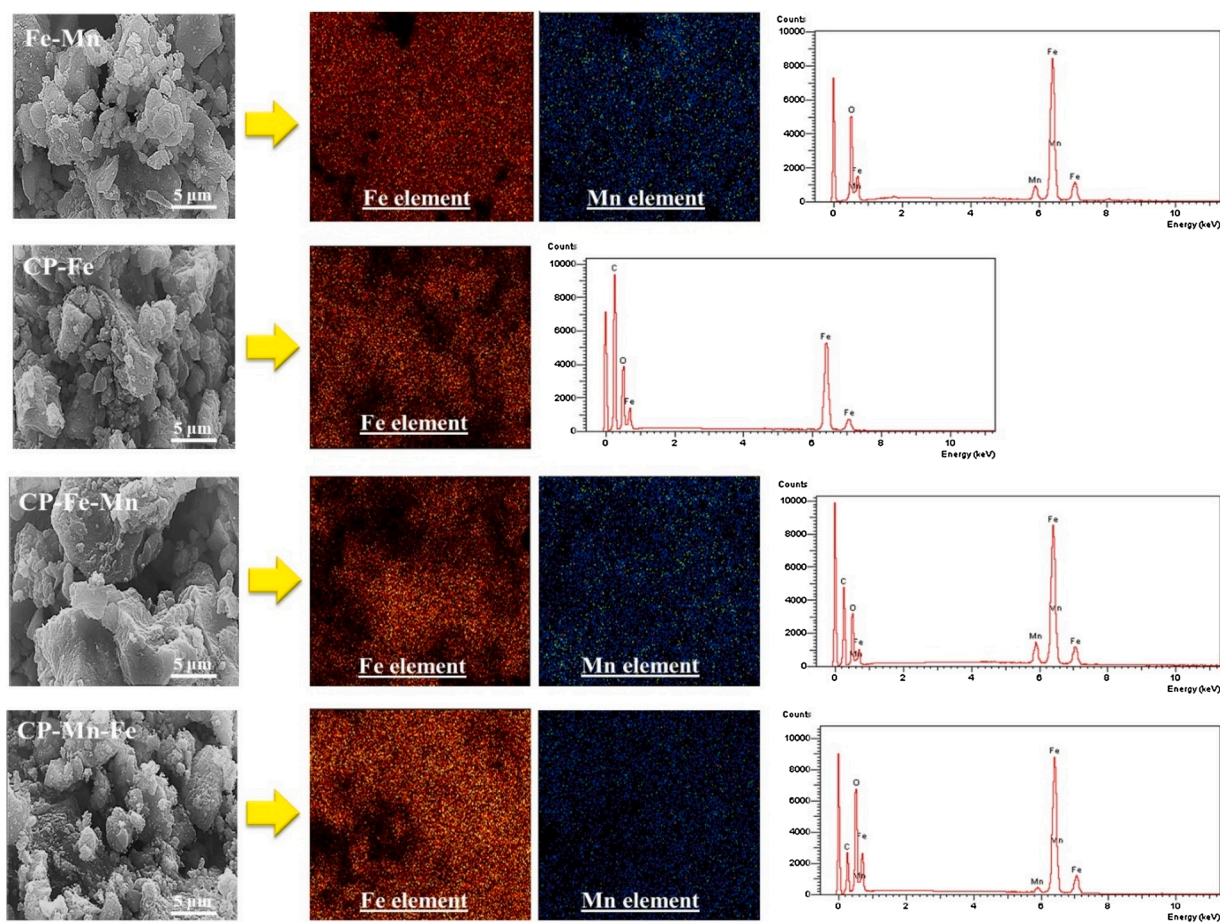 Fe-Mn
5 μm
Fe element
Mn element
Counts
10000
8000
6000
4000
2000
0
O
Fe
Mn
Mn
Fe
Mn
Fe
0 2 4 6 8 10
Energy (keV)
CP-Fe
5 μm
Fe element
Counts
10000
8000
6000
4000
2000
0
C
O
Fe
Fe
Fe
0 2 4 6 8 10
Energy (keV)
CP-Fe-Mn
5 μm
Fe element
Mn element
Counts
10000
8000
6000
4000
2000
0
C
O
Fe
Mn
Mn
Fe
Mn
Fe
0 2 4 6 8 10
Energy (keV)
CP-Mn-Fe
5 μm
Fe element
Mn element
Counts
10000
8000
6000
4000
2000
0
C
O
Fe
Mn
Mn
Fe
Mn
Fe
0 2 4 6 8 10
Energy (keV)